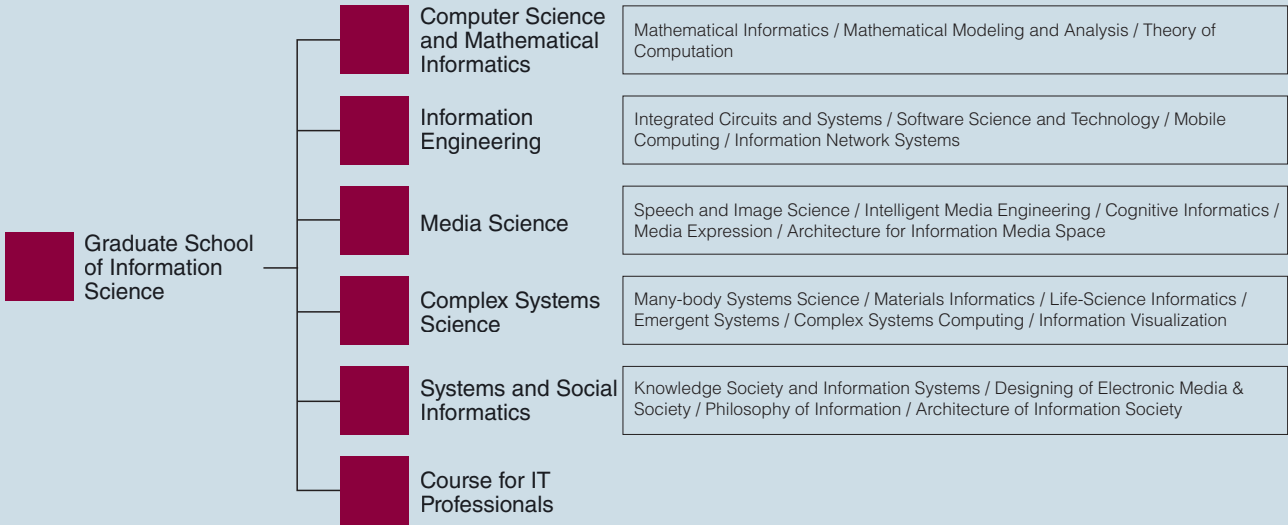 Graduate School
of Information
Science
Computer Science
and Mathematical
Informatics
Mathematical Informatics / Mathematical Modeling and Analysis / Theory of
Computation
Information
Engineering
Integrated Circuits and Systems / Software Science and Technology / Mobile
Computing / Information Network Systems
Media Science
Speech and Image Science / Intelligent Media Engineering / Cognitive Informatics /
Media Expression / Architecture for Information Media Space
Complex Systems
Science
Many-body Systems Science / Materials Informatics / Life-Science Informatics /
Emergent Systems / Complex Systems Computing / Information Visualization
Systems and Social
Informatics
Knowledge Society and Information Systems / Designing of Electronic Media &
Society / Philosophy of Information / Architecture of Information Society
Course for IT
Professionals